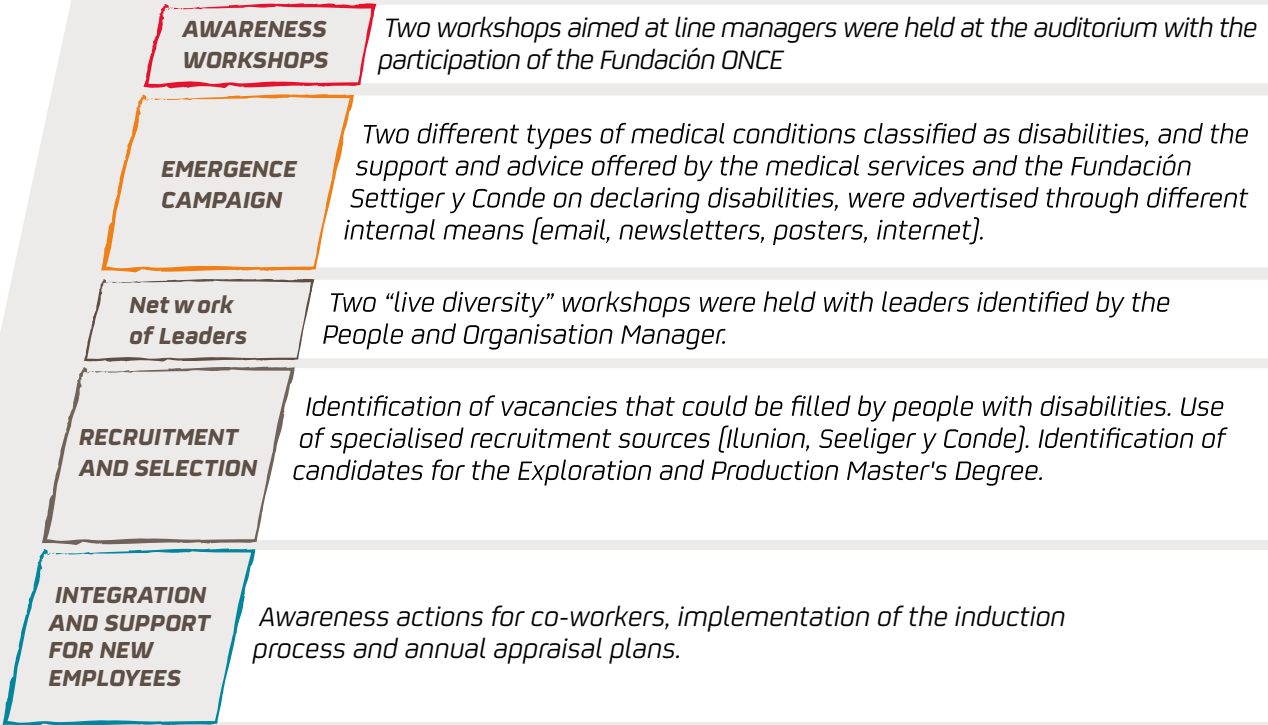 AWARENESS
WORKSHOPS
Two workshops aimed at line managers were held at the auditorium with the
participation of the Fundación ONCE
EMERGENCE
CAMPAIGN
Two different types of medical conditions classified as disabilities, and the
support and advice offered by the medical services and the Fundación
Settiger y Conde on declaring disabilities, were advertised through different
internal means (email, newsletters, posters, internet).
Net w ork
of Leaders
Two “live diversity” workshops were held with leaders identified by the
People and Organisation Manager.
RECRUITMENT
AND SELECTION
Identification of vacancies that could be filled by people with disabilities. Use
of specialised recruitment sources (Ilunion, Seeliger y Conde). Identification of
candidates for the Exploration and Production Master's Degree.
INTEGRATION
AND SUPPORT
FOR NEW
EMPLOYEES
Awareness actions for co-workers, implementation of the induction
process and annual appraisal plans.